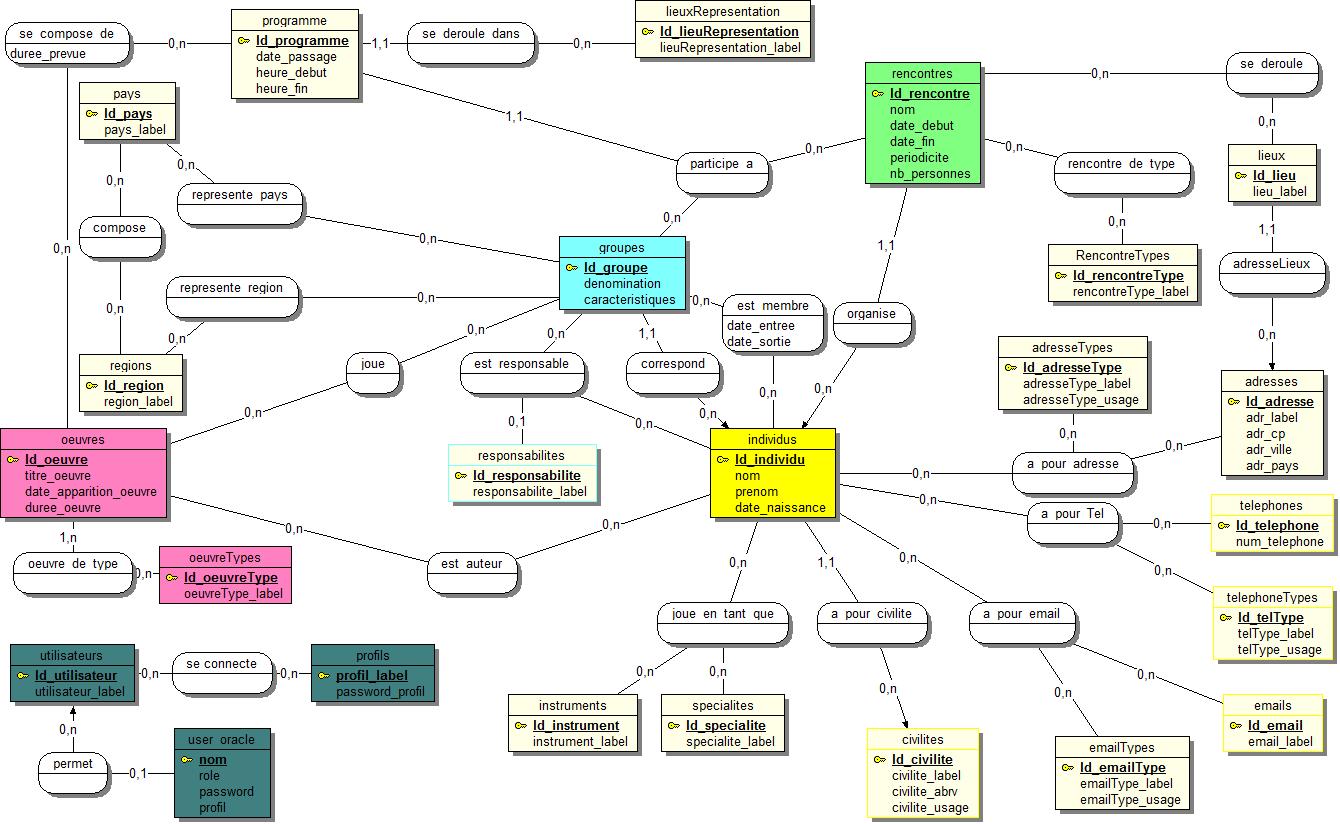 se compose de
duree_prevue
0,n
programme
Id_programme
date_passage
heure_debut
heure_fin
1,1
se deroule dans
0,n
lieuxRepresentation
Id_lieuRepresentation
lieuRepresentation_label
rencontres
Id_rencontre
nom
date_debut
date_fin
periodicite
nb_personnes
0,n
se deroule
0,n
lieux
Id_lieu
lieu_label
1,1
adresseLieux
0,n
pays
Id_pays
pays_label
0,n
represente pays
0,n
1,1
participe a
0,n
0,n
0,n
rencontre de type
0,n
RencontreTypes
Id_rencontreType
rencontreType_label
0,n
compose
0,n
0,n
groupes
Id_groupe
denomination
caracteristiques
represente region
0,n
0,n
regions
Id_region
region_label
0,n
est membre
date_entree
date_sortie
0,n
1,1
organise
0,n
0,n
joue
0,n
0,n
est responsable
0,n
0,1
1,1
correspond
0,n
adresseTypes
Id_adresseType
adresseType_label
adresseType_usage
0,n
adresses
Id_adresse
adr_label
adr_cp
adr_ville
adr_pays
0,n
a pour adresse
0,n
oeuvres
Id_oeuvre
titre_oeuvre
date_apparition_oeuvre
duree_oeuvre
responsabilites
Id_responsabilite
responsabilite_label
individus
Id_individu
nom
prenom
date_naissance
0,n
a pour Tel
0,n
telephones
Id_telephone
num_telephone
0,n
telephoneTypes
Id_telType
telType_label
telType_usage
1,n
oeuvre de type
0,n
oeuvreTypes
Id_oeuvreType
oeuvreType_label
0,n
est auteur
0,n
0,n
joue en tant que
0,n
0,n
1,1
a pour civilite
0,n
0,n
a pour email
0,n
0,n
utilisateurs
Id_utilisateur
utilisateur_label
0,n
se connecte
0,n
profils
profil_label
password_profil
instruments
Id_instrument
instrument_label
specialites
Id_specialite
specialite_label
civilites
Id_civilite
civilite_label
civilite_abrv
civilite_usage
emailTypes
Id_emailType
emailType_label
emailType_usage
emails
Id_email
email_label
0,n
permet
0,1
user oracle
nom
role
password
profil